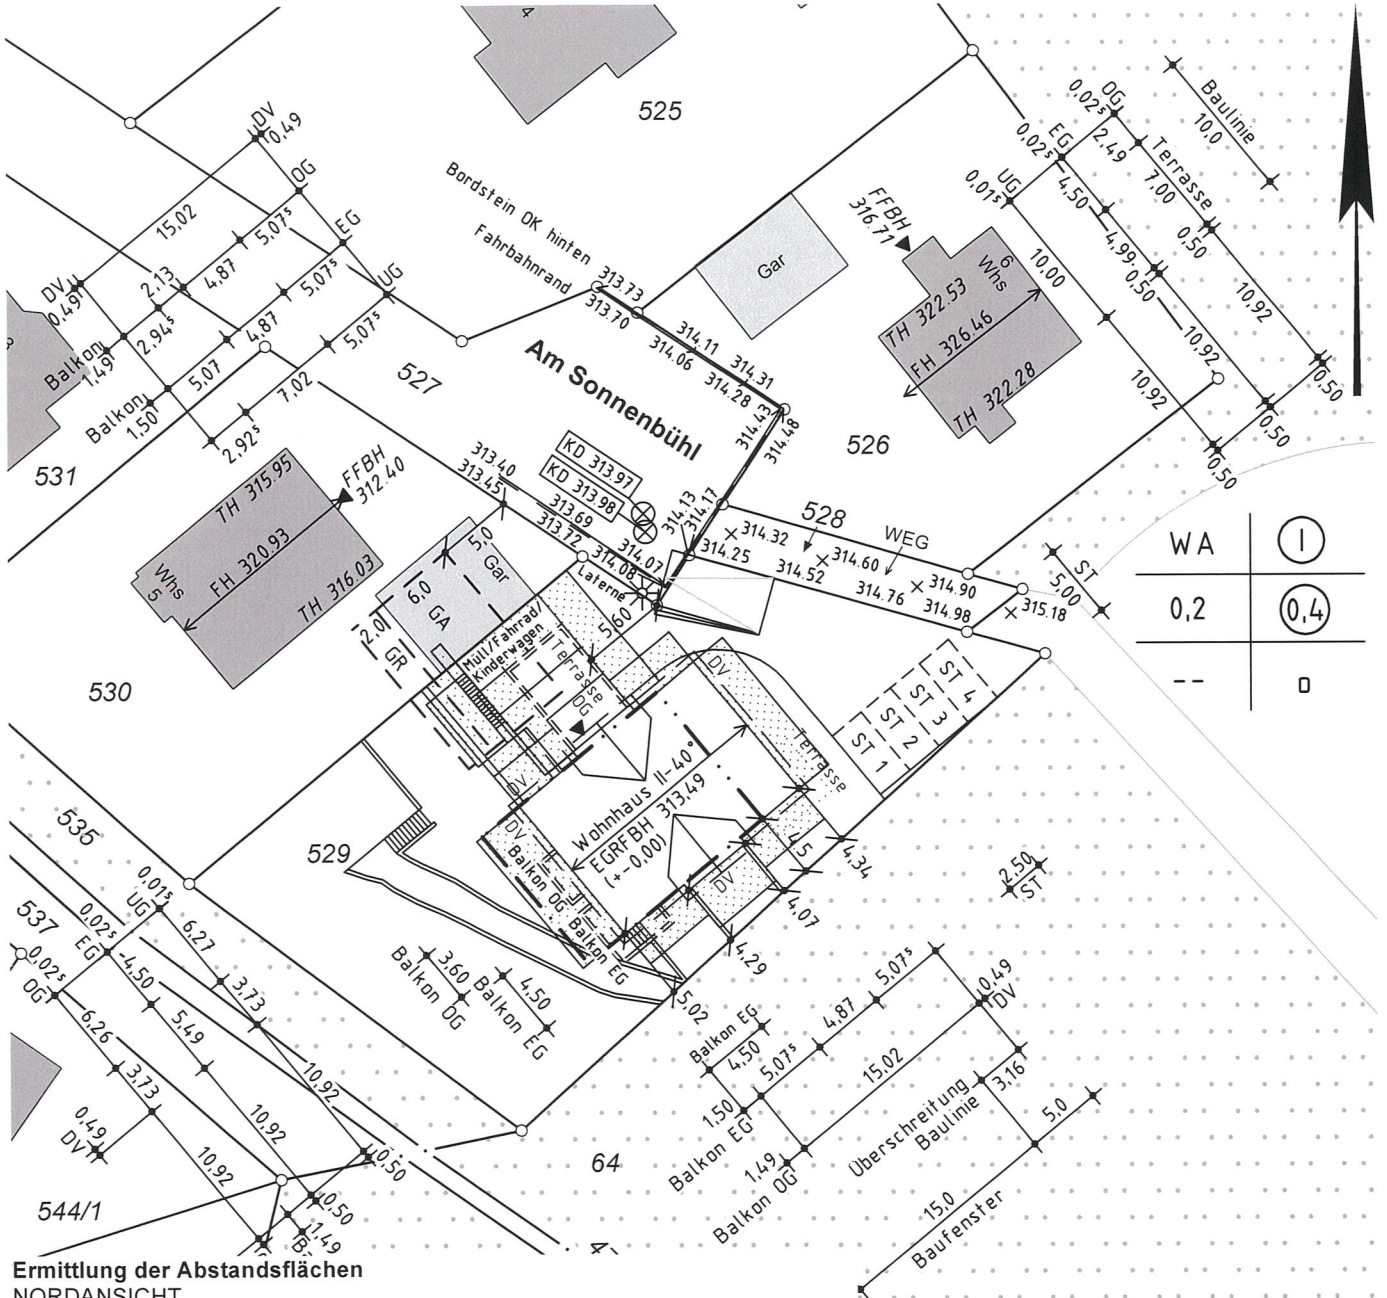 4
525
DV
0,49
OG
15,02
5,07⁵
EG
4,87
2,13
5,07⁵
UG
DV
0,49
2,94⁵
4,87
5,07⁵
Balkon
1,49
5,07
7,02
Balkon
1,50
2,92⁵
531
527
Bordstein OK hinten
Fahrbahnrand
313.73
313.70
314.11
314.06
314.31
314.28
314.43
314.48
Am Sonnenbühl
Gar
FFBH
316.71
Whs
6
TH 322.53
FH 326.46
TH 322.28
526
0,02⁵
OG
EG
0,02⁵
2,49
UG
0,01⁵
4,50
Terrasse
7,00
Baulinie
10,0
10,00
4,99
0,50
0,50
10,92
10,92
10,92
0,50
0,50
0,50
KD 313.97
KD 313.98
313.40
313.45
313.69
313.72
314.07
314.08
314.13
314.17
528
WEG
314.32
314.25
314.60
314.52
314.90
314.76
314.98
315.18
ST
5,00
WA
I
0,2
0,4
--
o
FFBH
312.40
TH 315.95
FH 320.93
TH 316.03
Whs
5
530
5.0
Gar
6,0
GA
2.0
GR
Laterne
5.60
Müll/Fahrrad/
Kinderwagen
Terrasse
OG
DV
DV
Terrasse
ST 1
ST 2
ST 3
ST 4
Wohnhaus II-40°
EGRFBH 313,49
(+-0,00)
DV
DV
Balkon OG
Balkon EG
4,5
4,34
4,07
4,29
5,02
2,50
ST
529
535
537
0,01⁵
UG
0,02⁵
EG
0,02⁵
OG
6,27
3,73
4,50
5,49
6,26
3,73
10,92
10,92
10,92
0,49
DV
0,50
0,50
1,49
544/1
64
3,60
Balkon OG
4,50
Balkon EG
Balkon EG
4,50
5,07⁵
4,87
5,07⁵
0,49
DV
15,02
1,50
Balkon EG
1,49
Balkon OG
Überschreitung
Baulinie
3,16
5,0
15,0
Baufenster
Ermittlung der Abstandsflächen
NORDANSICHT